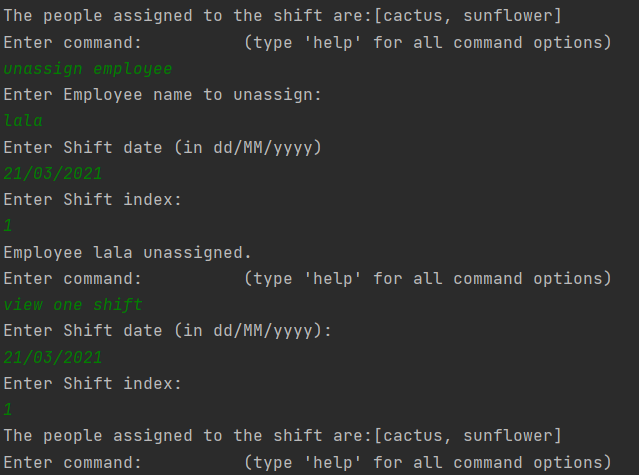 The people assigned to the shift are:[cactus, sunflower]
Enter command:          (type 'help' for all command options)
unassign employee
Enter Employee name to unassign:
lala
Enter Shift date (in dd/MM/yyyy)
21/03/2021
Enter Shift index:
1
Employee lala unassigned.
Enter command:          (type 'help' for all command options)
view one shift
Enter Shift date (in dd/MM/yyyy):
21/03/2021
Enter Shift index:
1
The people assigned to the shift are:[cactus, sunflower]
Enter command:          (type 'help' for all command options)